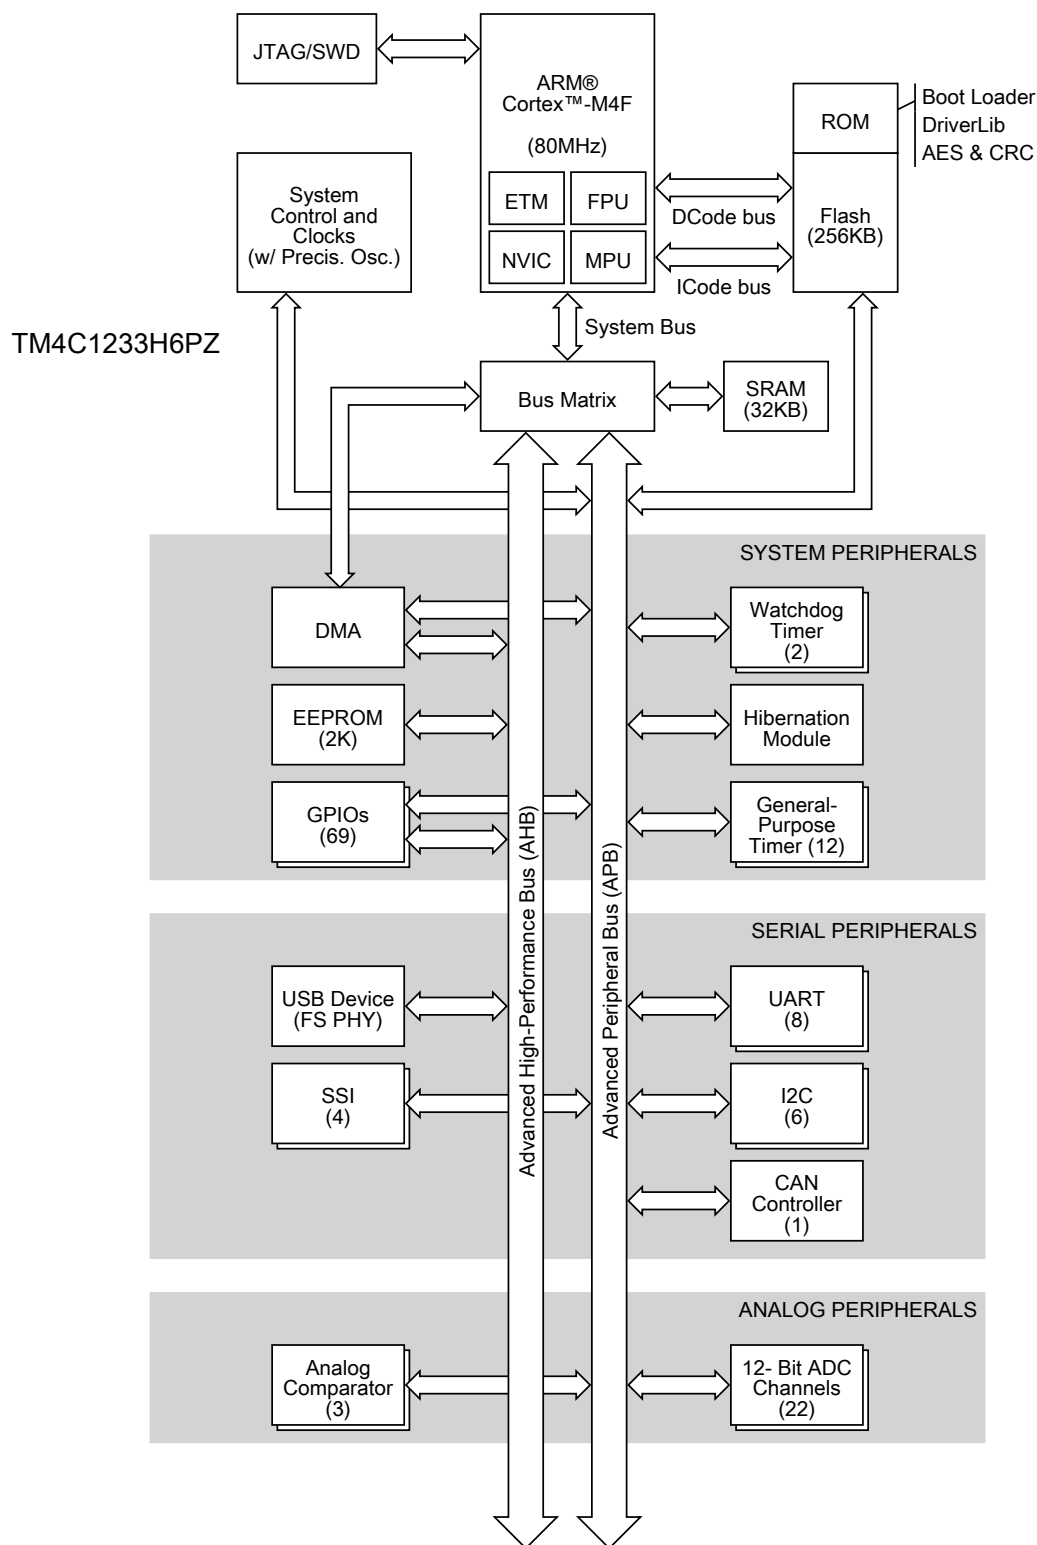 JTAG/SWD
ARM®
Cortex™-M4F
(80MHz)
ETM
FPU
NVIC
MPU
ROM
Boot Loader
DriverLib
AES & CRC
System
Control and
Clocks
(w/ Precis. Osc.)
DCode bus
Flash
(256KB)
ICode bus
TM4C1233H6PZ
System Bus
Bus Matrix
SRAM
(32KB)
SYSTEM PERIPHERALS
DMA
Watchdog
Timer
(2)
EEPROM
(2K)
Hibernation
Module
GPIOs
(69)
General-
Purpose
Timer (12)
Advanced High-Performance Bus (AHB)
Advanced Peripheral Bus (APB)
SERIAL PERIPHERALS
USB Device
(FS PHY)
UART
(8)
SSI
(4)
I2C
(6)
CAN
Controller
(1)
ANALOG PERIPHERALS
Analog
Comparator
(3)
12- Bit ADC
Channels
(22)